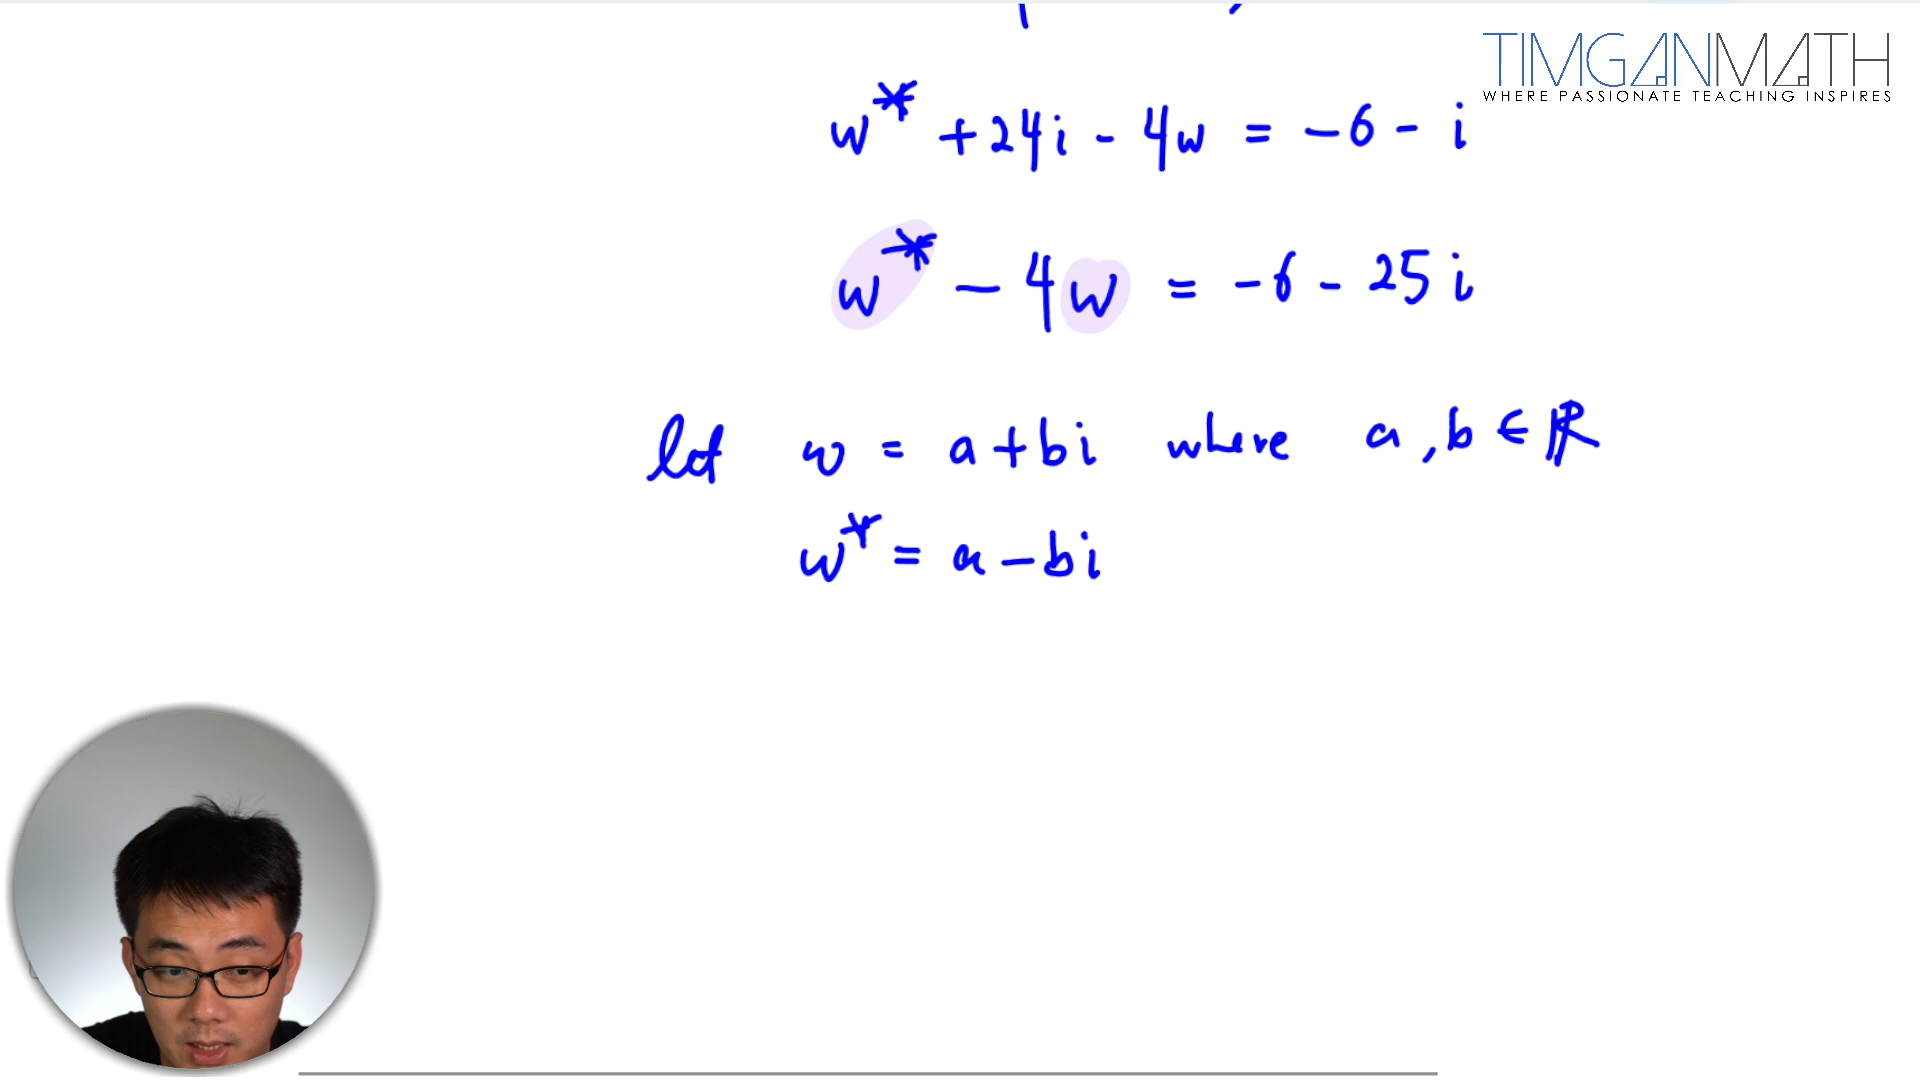 TIMGANMATH
WHERE PASSIONATE TEACHING INSPIRES
w* + 24i - 4w = -6 - i
w* - 4w = -6 - 25i
let w = a + bi where a, b ∈ ℝ
w* = a - bi